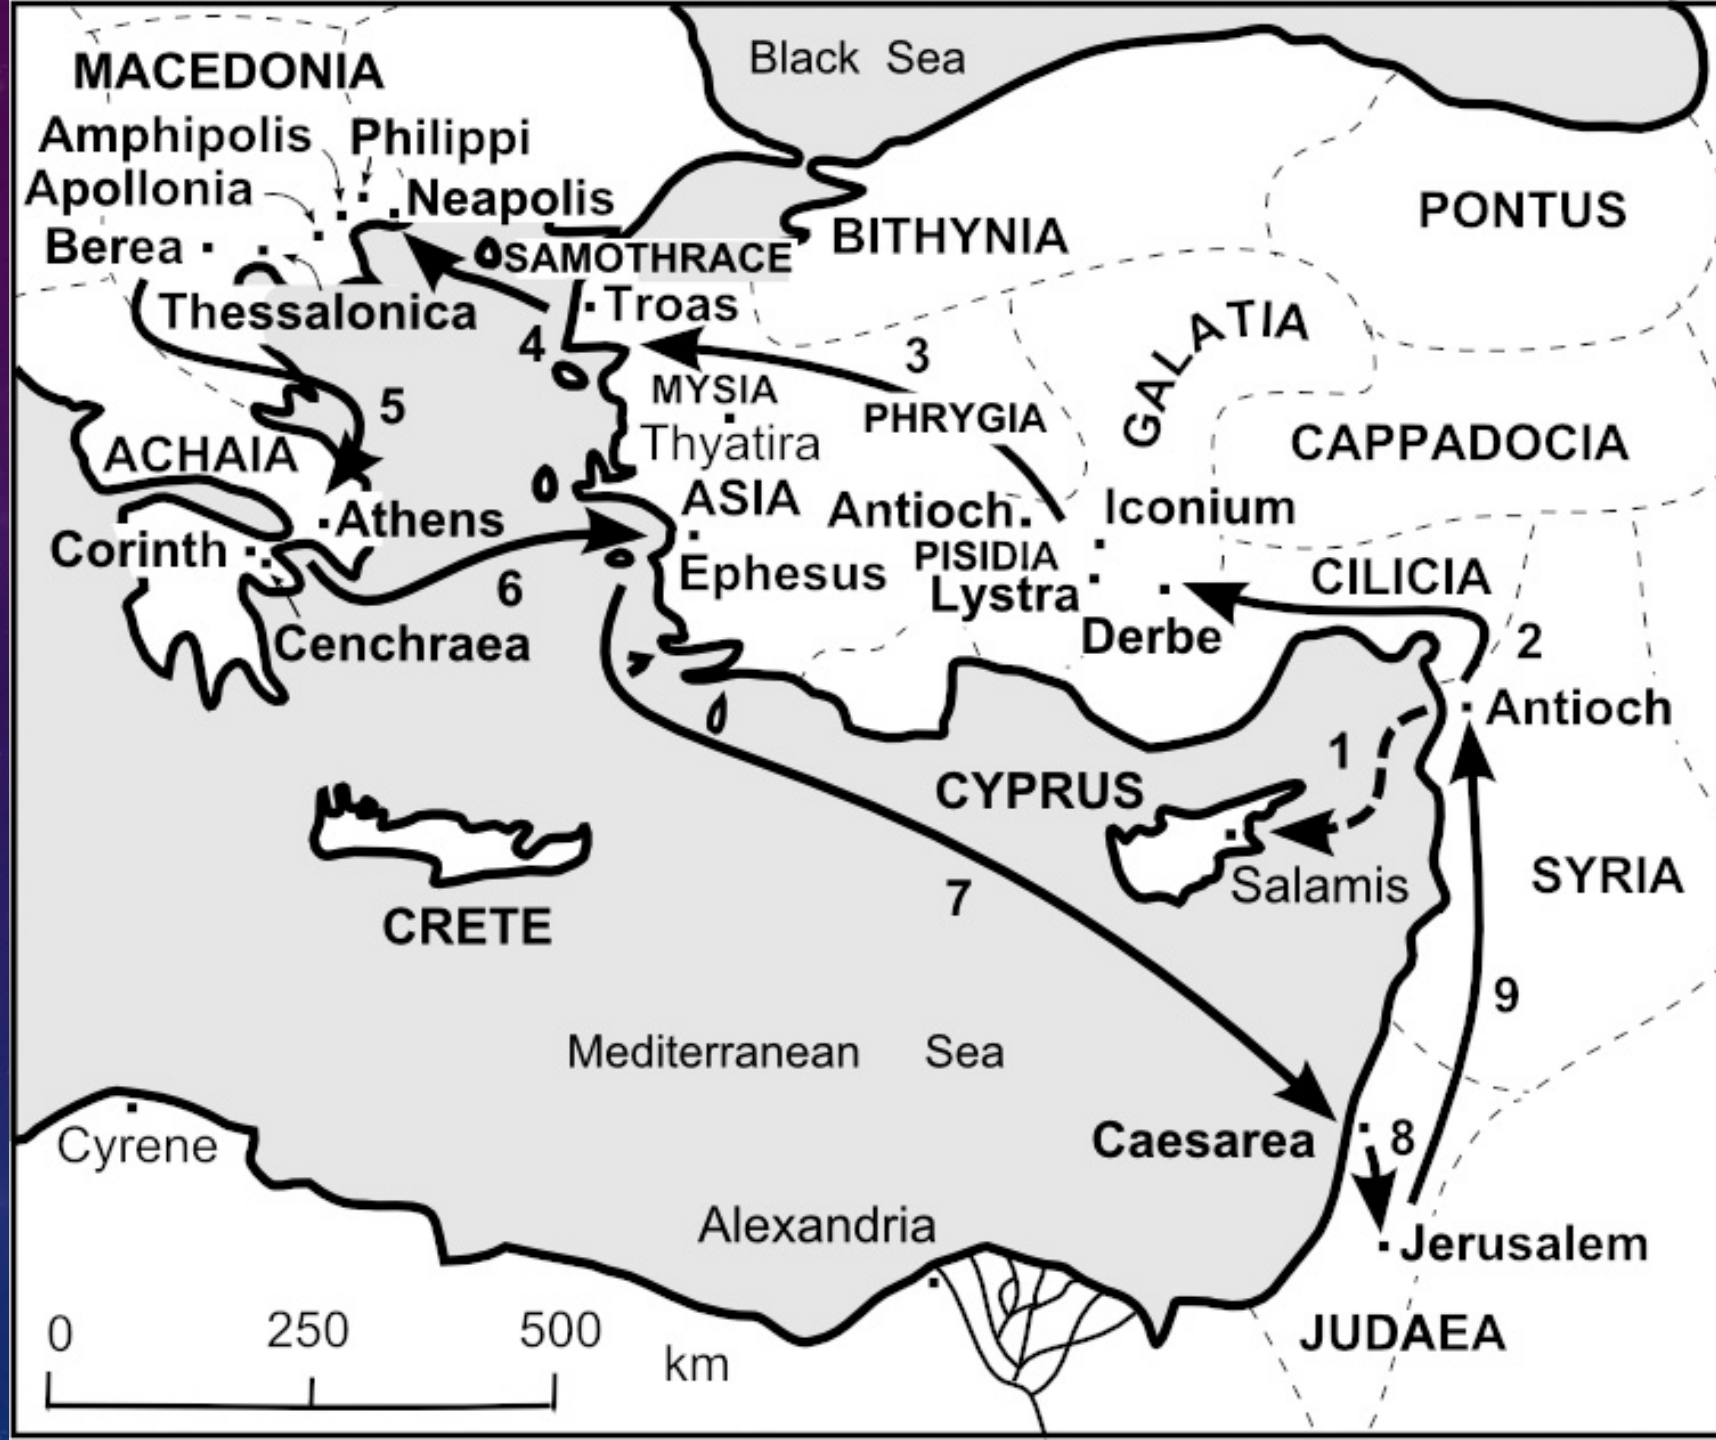 Black Sea
MACEDONIA
Amphipolis
Philippi
Apollonia
Neapolis
Berea
SAMOTHRACE
BITHYNIA
PONTUS
Thessalonica
Troas
4
3
GALATIA
MYSIA
5
PHRYGIA
Thyatira
ACHAIA
CAPPADOCIA
ASIA
Antioch
Iconium
Athens
Corinth
PISIDIA
Ephesus
6
Lystra
CILICIA
Cenchraea
Derbe
2
Antioch
1
CYPRUS
Salamis
SYRIA
7
CRETE
9
Mediterranean Sea
Caesarea
8
Cyrene
Alexandria
Jerusalem
JUDAEA
0 250 500
km